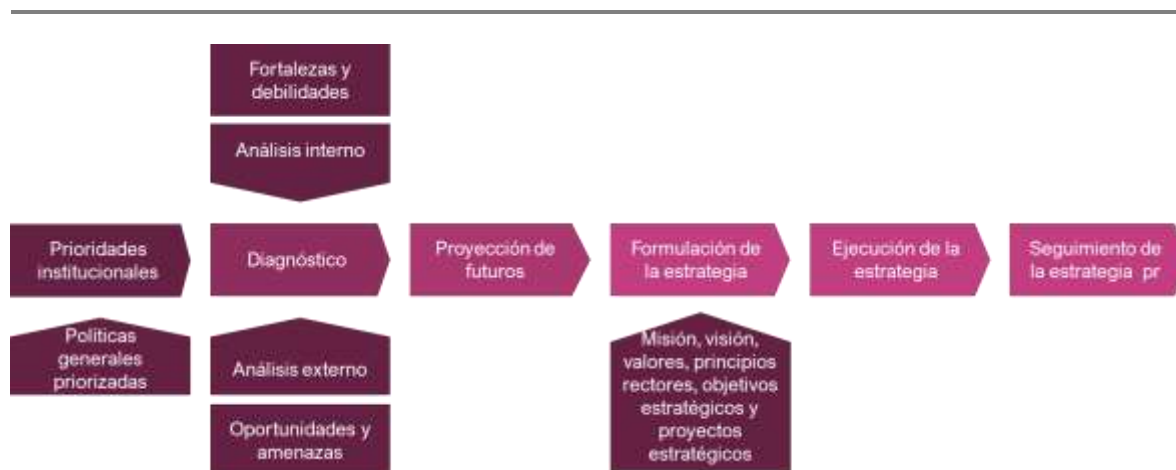 Fortalezas y
debilidades
Análisis interno
Prioridades
institucionales
Diagnóstico
Proyección de
futuros
Formulación de
la estrategia
Ejecución de la
estrategia
Seguimiento de
la estrategia pr
Políticas
generales
priorizadas
Análisis externo
Oportunidades y
amenazas
Misión, visión,
valores, principios
rectores, objetivos
estratégicos y
proyectos
estratégicos